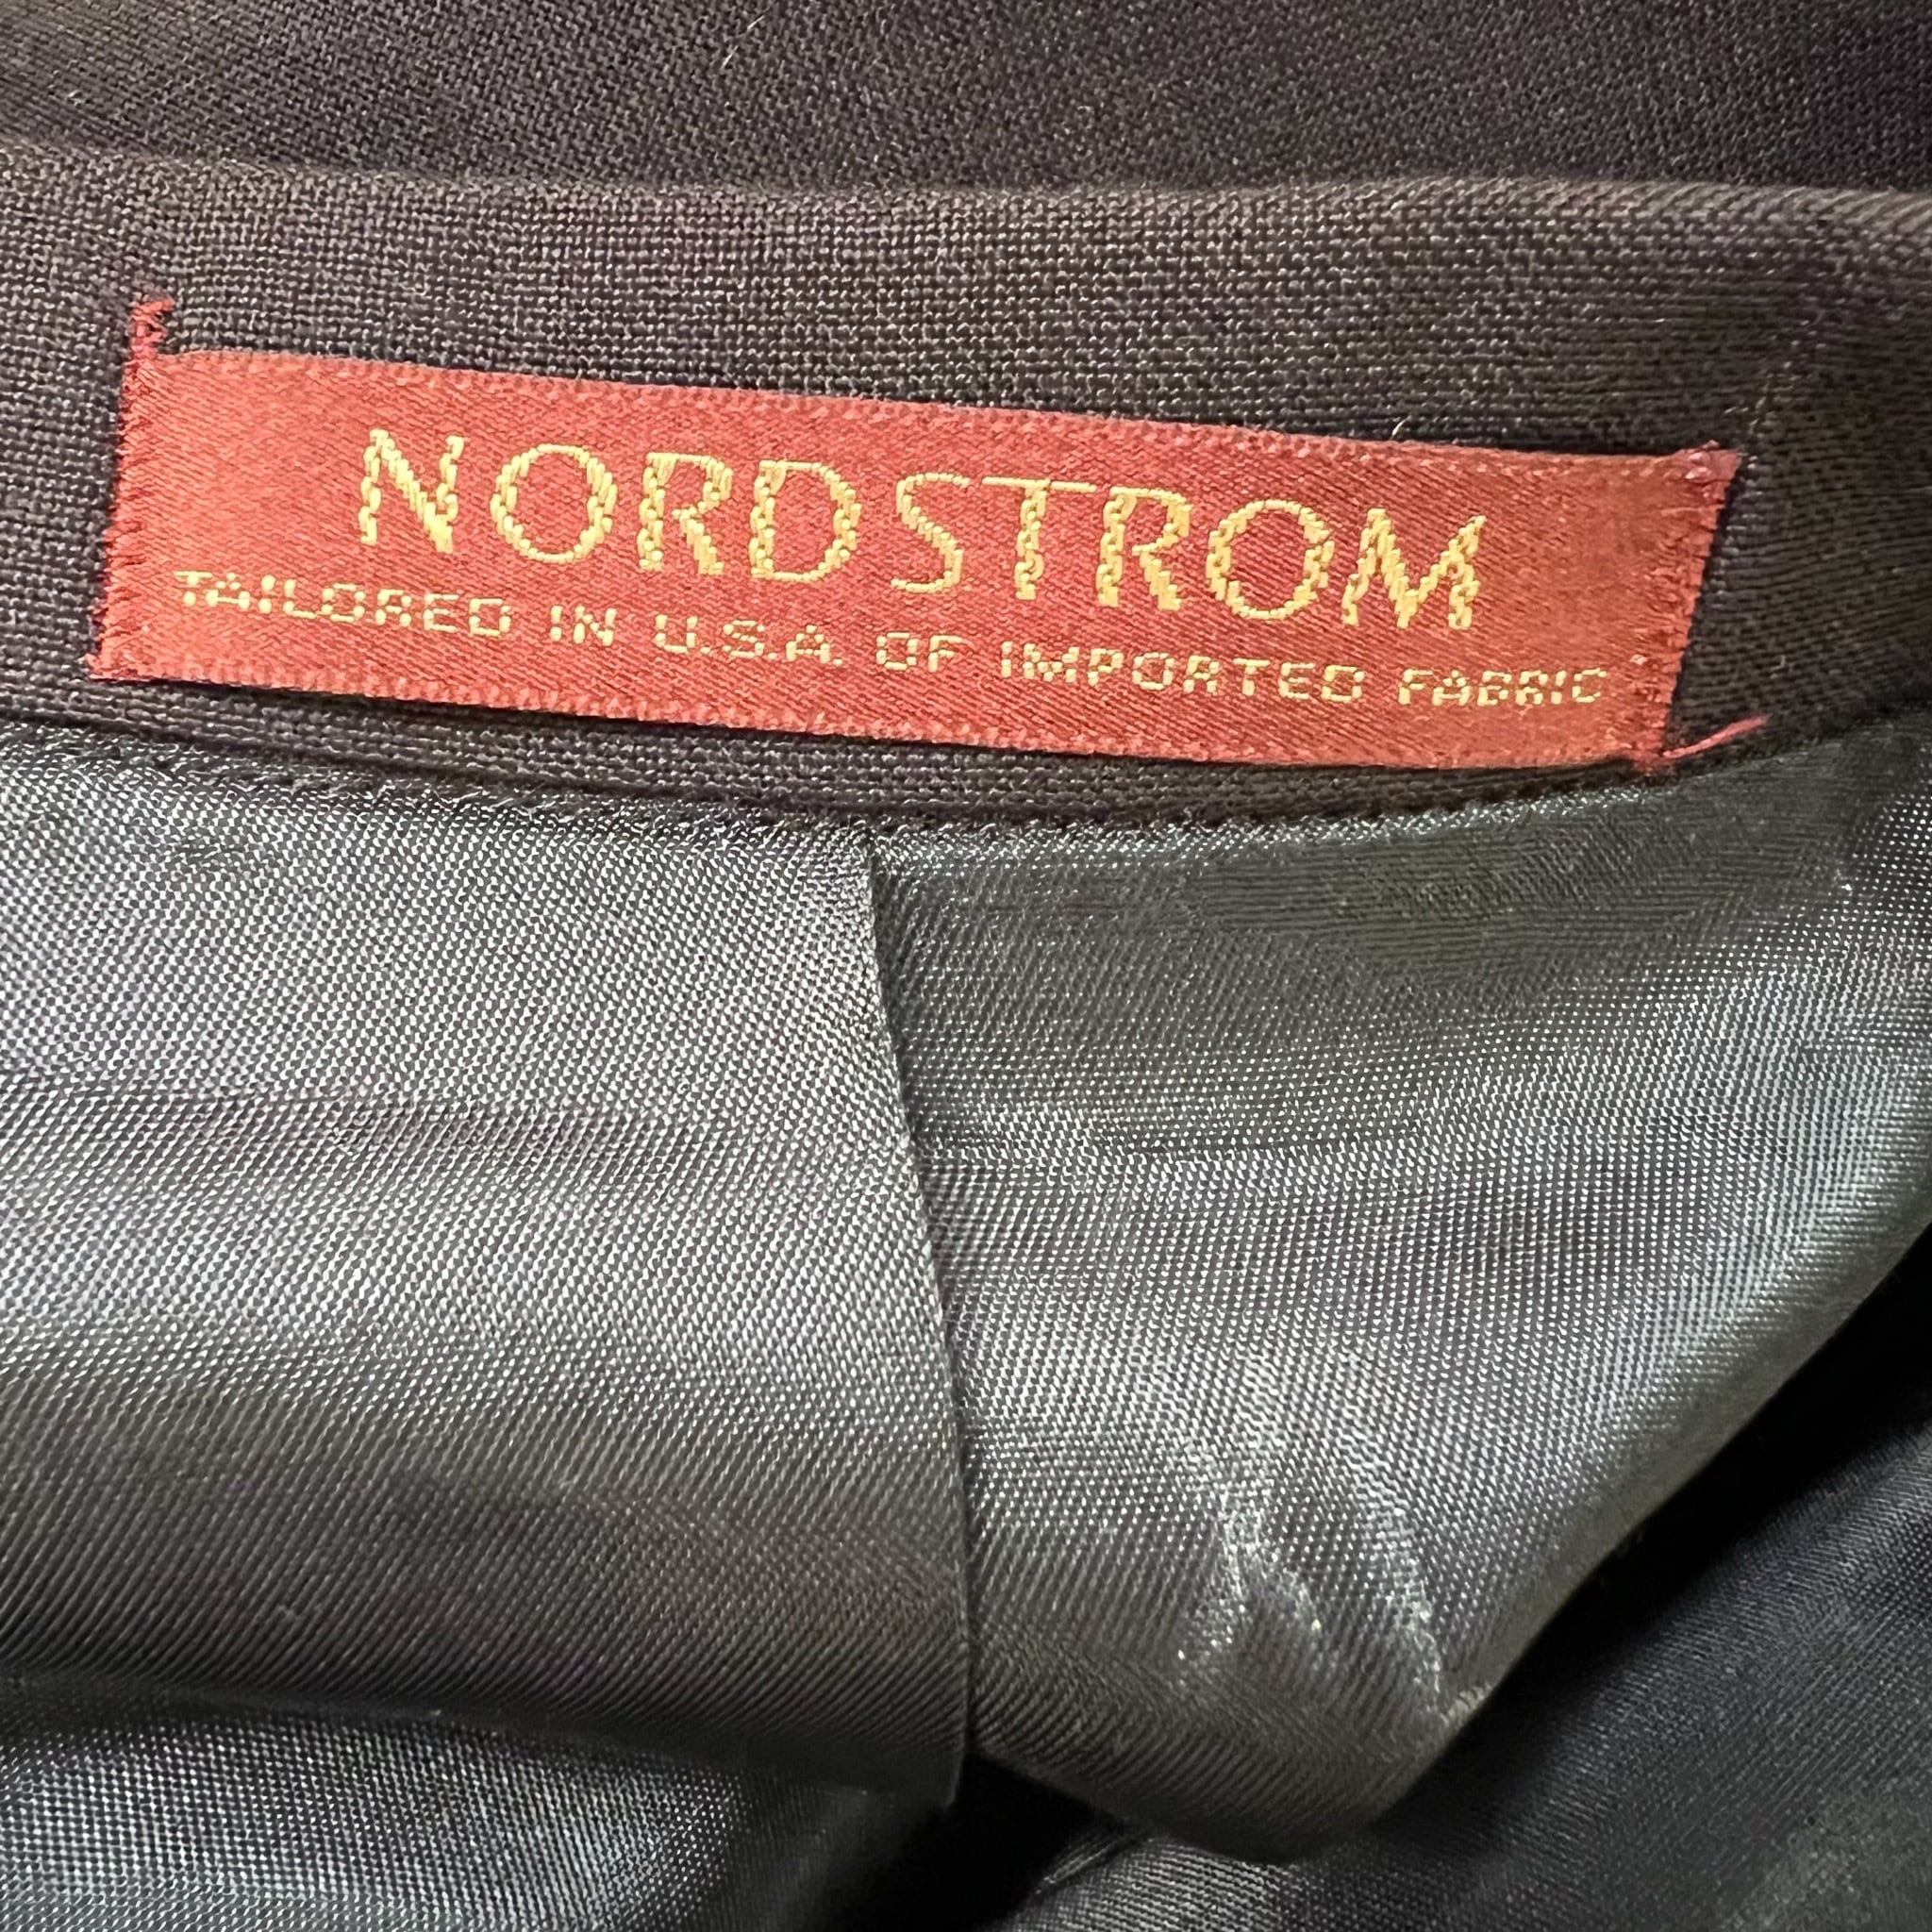 NORDSTROM
TAILORED IN U.S.A. OF IMPORTED FABRIC